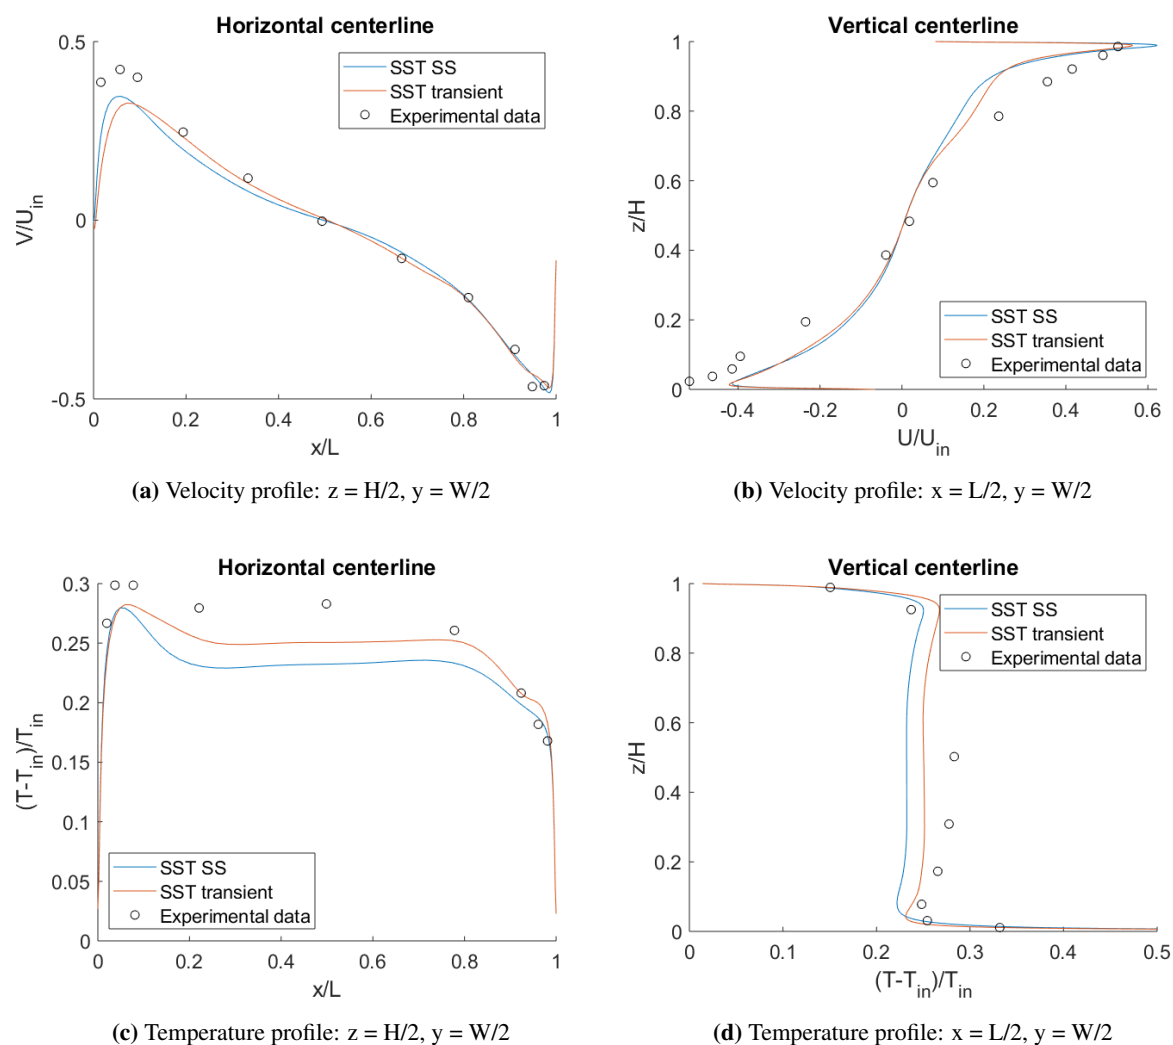 Horizontal centerline
0.5
0
-0.5
V/U_in
SST SS
SST transient
Experimental data
0 0.2 0.4 0.6 0.8 1
x/L
(a) Velocity profile: z = H/2, y = W/2
Vertical centerline
1
0.8
0.6
0.4
0.2
0
z/H
SST SS
SST transient
Experimental data
-0.4 -0.2 0 0.2 0.4 0.6
U/U_in
(b) Velocity profile: x = L/2, y = W/2
Horizontal centerline
0.3
0.25
0.2
0.15
0.1
0.05
0
(T-T_in)/T_in
SST SS
SST transient
Experimental data
0 0.2 0.4 0.6 0.8 1
x/L
(c) Temperature profile: z = H/2, y = W/2
Vertical centerline
1
0.8
0.6
0.4
0.2
0
z/H
SST SS
SST transient
Experimental data
0 0.1 0.2 0.3 0.4 0.5
(T-T_in)/T_in
(d) Temperature profile: x = L/2, y = W/2